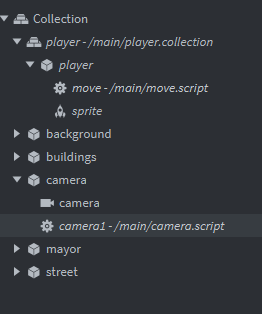 Collection
player - /main/player.collection
player
move - /main/move.script
sprite
background
buildings
camera
camera
camera1 - /main/camera.script
mayor
street